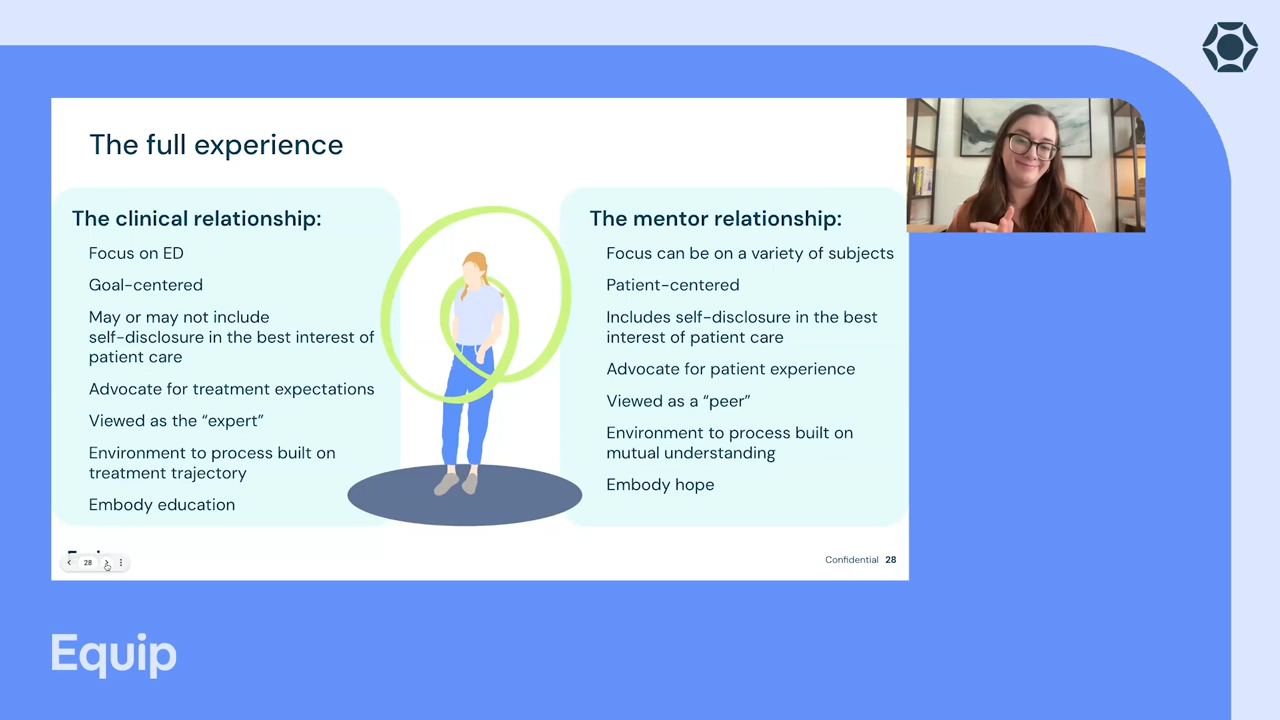 The full experience
The clinical relationship:
Focus on ED
Goal-centered
May or may not include
self-disclosure in the best interest of
patient care
Advocate for treatment expectations
Viewed as the “expert”
Environment to process built on
treatment trajectory
Embody education
The mentor relationship:
Focus can be on a variety of subjects
Patient-centered
Includes self-disclosure in the best
interest of patient care
Advocate for patient experience
Viewed as a “peer”
Environment to process built on
mutual understanding
Embody hope
28
Confidential 28
Equip